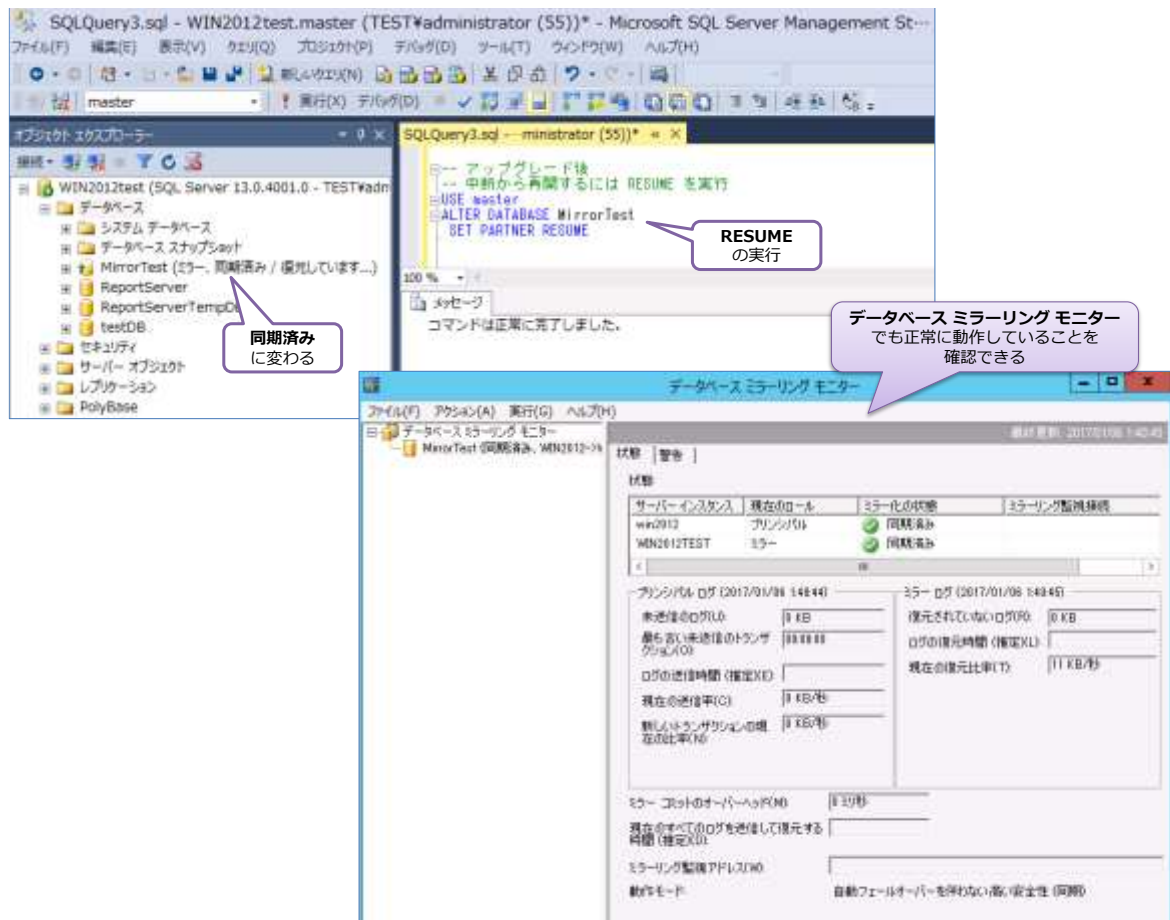 SQLQuery3.sql - WIN2012test.master (TEST¥administrator (55))* - Microsoft SQL Server Management St…
ファイル(F) 編集(E) 表示(V) クエリ(Q) プロジェクト(P) デバッグ(D) ツール(T) ウィンドウ(W) ヘルプ(H)
新しいクエリ(N)
master
実行(X) デバッグ(D)
オブジェクト エクスプローラー
接続
WIN2012test (SQL Server 13.0.4001.0 - TEST¥adm
データベース
システム データベース
データベース スナップショット
MirrorTest (ミラー、同期済み / 復元しています...)
ReportServer
ReportServerTempD
testDB
セキュリティ
サーバー オブジェクト
レプリケーション
PolyBase
同期済み
に変わる
SQLQuery3.sql - ministrator (55))*
-- アップグレード後
-- 中断から再開するには RESUME を実行
USE master
ALTER DATABASE MirrorTest
SET PARTNER RESUME
RESUME
の実行
100 %
メッセージ
コマンドは正常に完了しました。
データベース ミラーリング モニター
でも正常に動作していることを
確認できる
データベース ミラーリング モニター
ファイル(F) アクション(A) 実行(G) ヘルプ(H)
データベース ミラーリング モニター
MirrorTest (同期済み、WIN2012->
状態 警告
状態
サーバー インスタンス 現在のロール ミラー化の状態 ミラーリング監視接続
win2012 プリンシパル 同期済み
WIN2012TEST ミラー 同期済み
プリンシパル ログ (2017/01/06 1:48:44)
未送信のログ(U): 0 KB
最も古い未送信のトランザクション(O): 00:00:00
ログの送信時間 (推定)(E):
現在の送信率(C): 0 KB/秒
新しいトランザクションの現在の比率(N): 0 KB/秒
ミラー ログ (2017/01/06 1:48:45)
復元されていないログ(R): 0 KB
ログの復元時間 (推定)(L):
現在の復元比率(T): 11 KB/秒
ミラー コミットのオーバーヘッド(M): 0 ミリ秒
現在のすべてのログを送信して復元する時間 (推定)(D):
ミラーリング監視アドレス(W):
動作モード: 自動フェールオーバーを伴わない高い安全性 (同期)